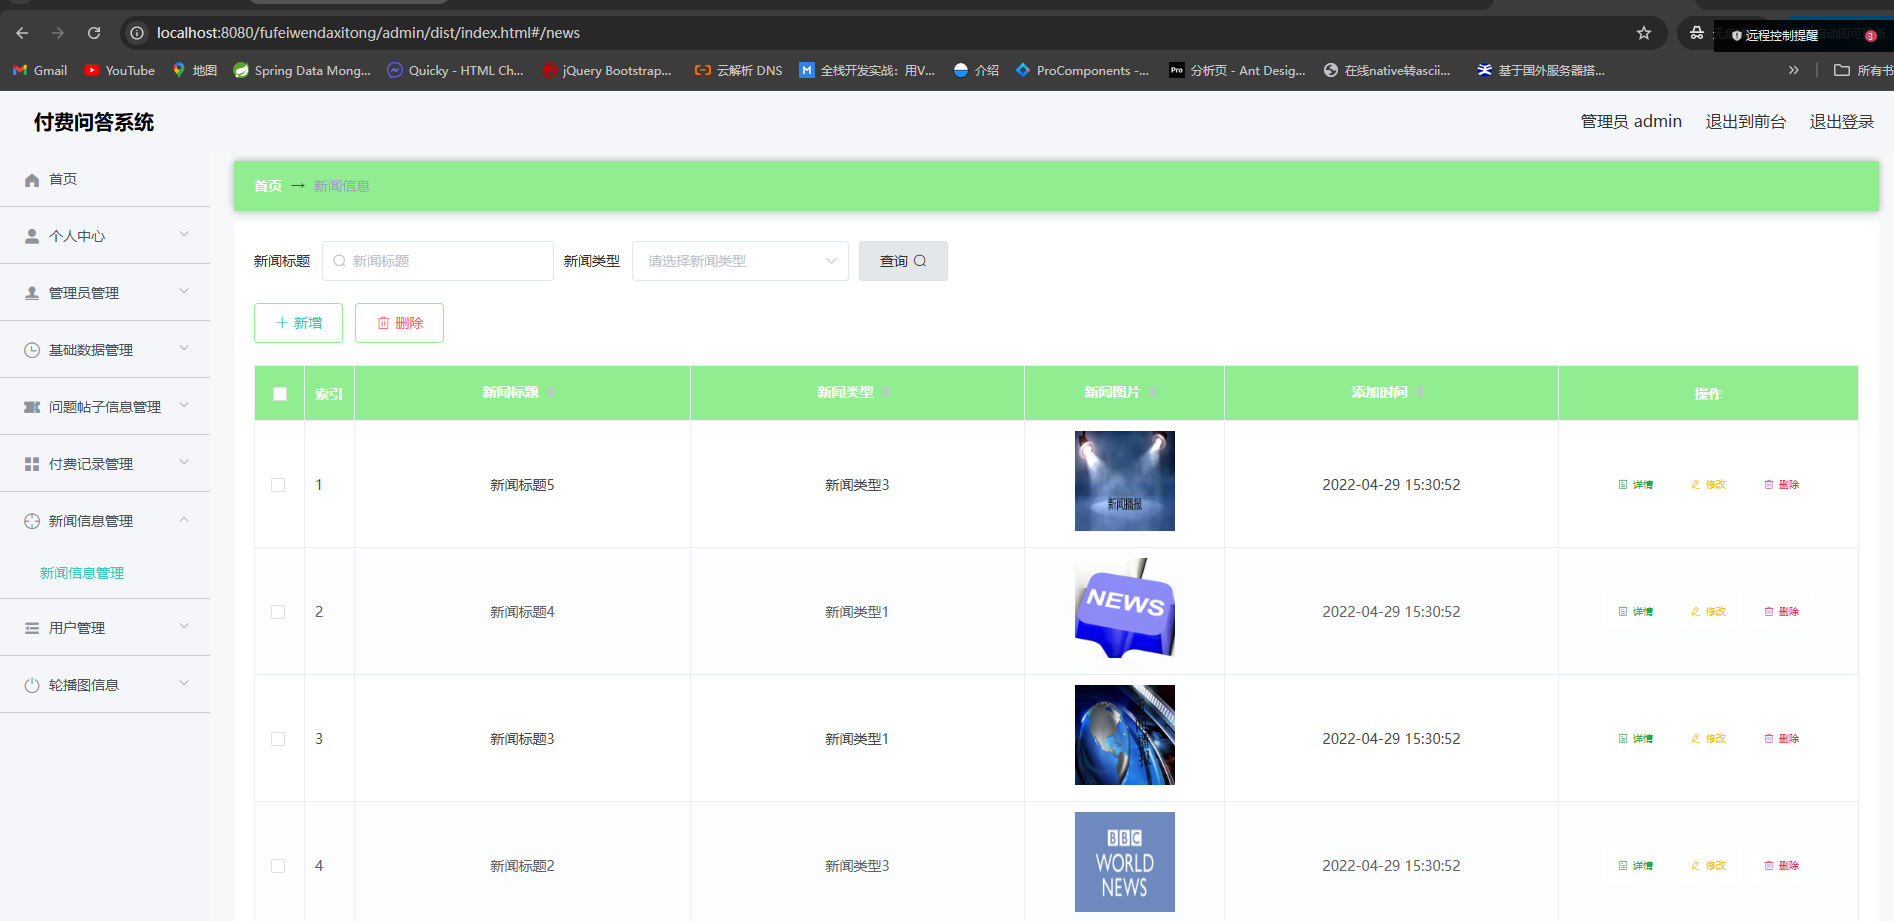 localhost:8080/fufeiwendaxitong/admin/dist/index.html#/news
远程控制提醒
3
Gmail
YouTube
地图
Spring Data Mong...
Quicky - HTML Ch...
jQuery Bootstrap...
云解析 DNS
全栈开发实战：用V...
介绍
ProComponents -...
Pro
分析页 - Ant Desig...
在线native转ascii...
基于国外服务器搭...
»
所有书
付费问答系统
管理员 admin
退出到前台
退出登录
首页
个人中心
管理员管理
基础数据管理
问题帖子信息管理
付费记录管理
新闻信息管理
新闻信息管理
用户管理
轮播图信息
首页 → 新闻信息
新闻标题 新闻标题 新闻类型 请选择新闻类型 查询
新增 删除
索引 新闻标题 新闻类型 新闻图片 添加时间 操作
1 新闻标题5 新闻类型3 2022-04-29 15:30:52 详情 修改 删除
新闻播报
2 新闻标题4 新闻类型1 2022-04-29 15:30:52 详情 修改 删除
NEWS
3 新闻标题3 新闻类型1 2022-04-29 15:30:52 详情 修改 删除
4 新闻标题2 新闻类型3 2022-04-29 15:30:52 详情 修改 删除
BBC
WORLD
NEWS